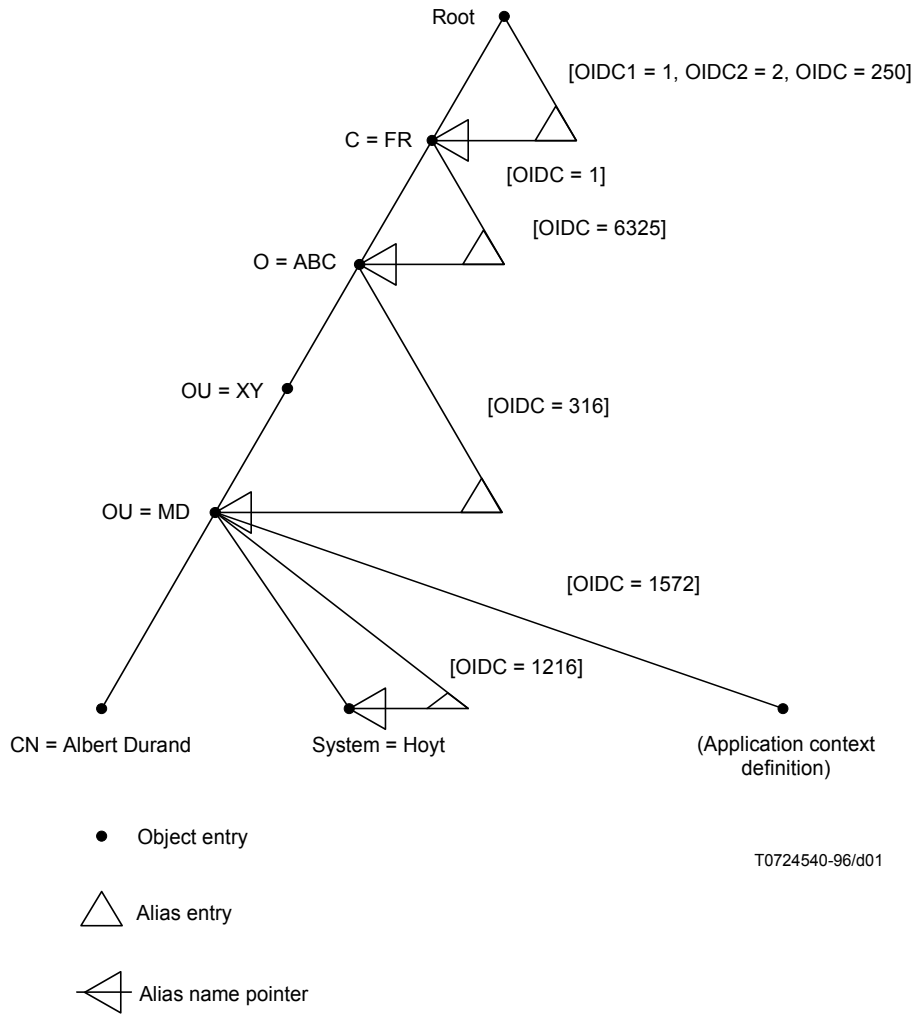 Root
[OIDC1 = 1, OIDC2 = 2, OIDC = 250]
C = FR
[OIDC = 1]
[OIDC = 6325]
O = ABC
OU = XY
[OIDC = 316]
OU = MD
[OIDC = 1572]
[OIDC = 1216]
CN = Albert Durand
System = Hoyt
(Application context
definition)
Object entry
T0724540-96/d01
Alias entry
Alias name pointer